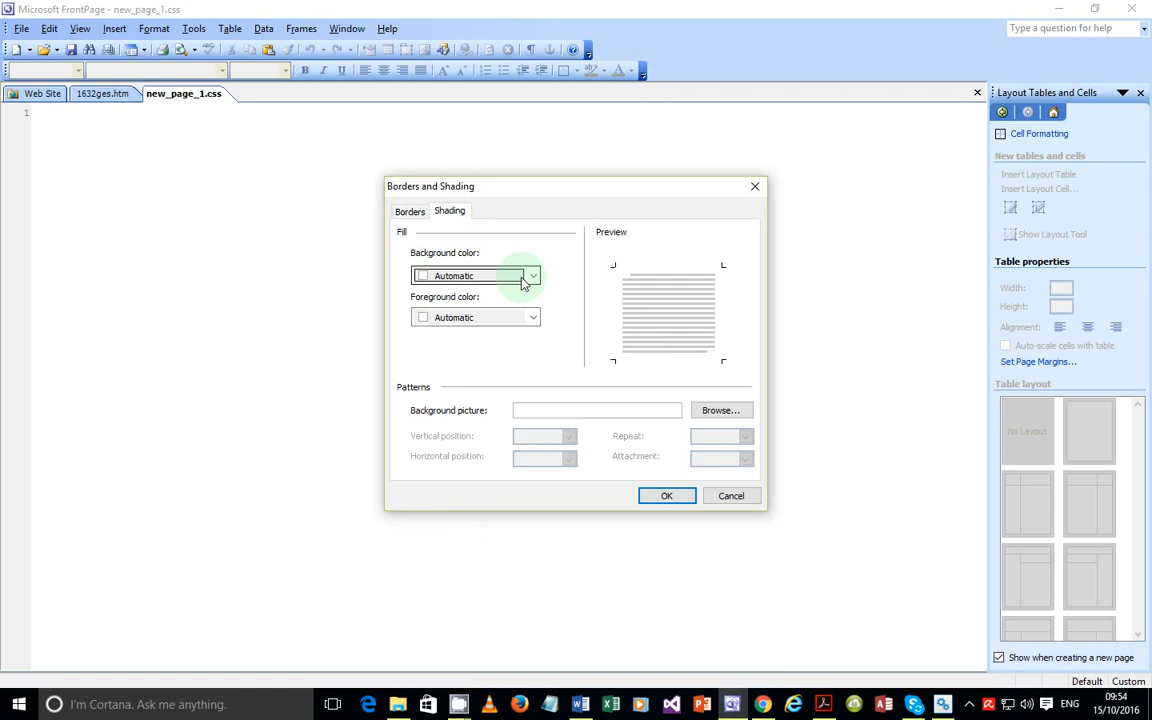 Microsoft FrontPage - new_page_1.css
File Edit View Insert Format Tools Table Data Frames Window Help
Type a question for help
B I U
Web Site 1632ges.htm new_page_1.css
Layout Tables and Cells
1
Cell Formatting
New tables and cells
Insert Layout Table
Insert Layout Cell...
Show Layout Tool
Table properties
Width:
Height:
Alignment:
Auto-scale cells with table
Set Page Margins...
Table layout
No Layout
Show when creating a new page
Borders and Shading
Borders Shading
Fill
Preview
Background color:
Automatic
Foreground color:
Automatic
Patterns
Background picture: Browse...
Vertical position: Repeat:
Horizontal position: Attachment:
OK Cancel
Default Custom
I'm Cortana. Ask me anything.
ENG
09:54
15/10/2016